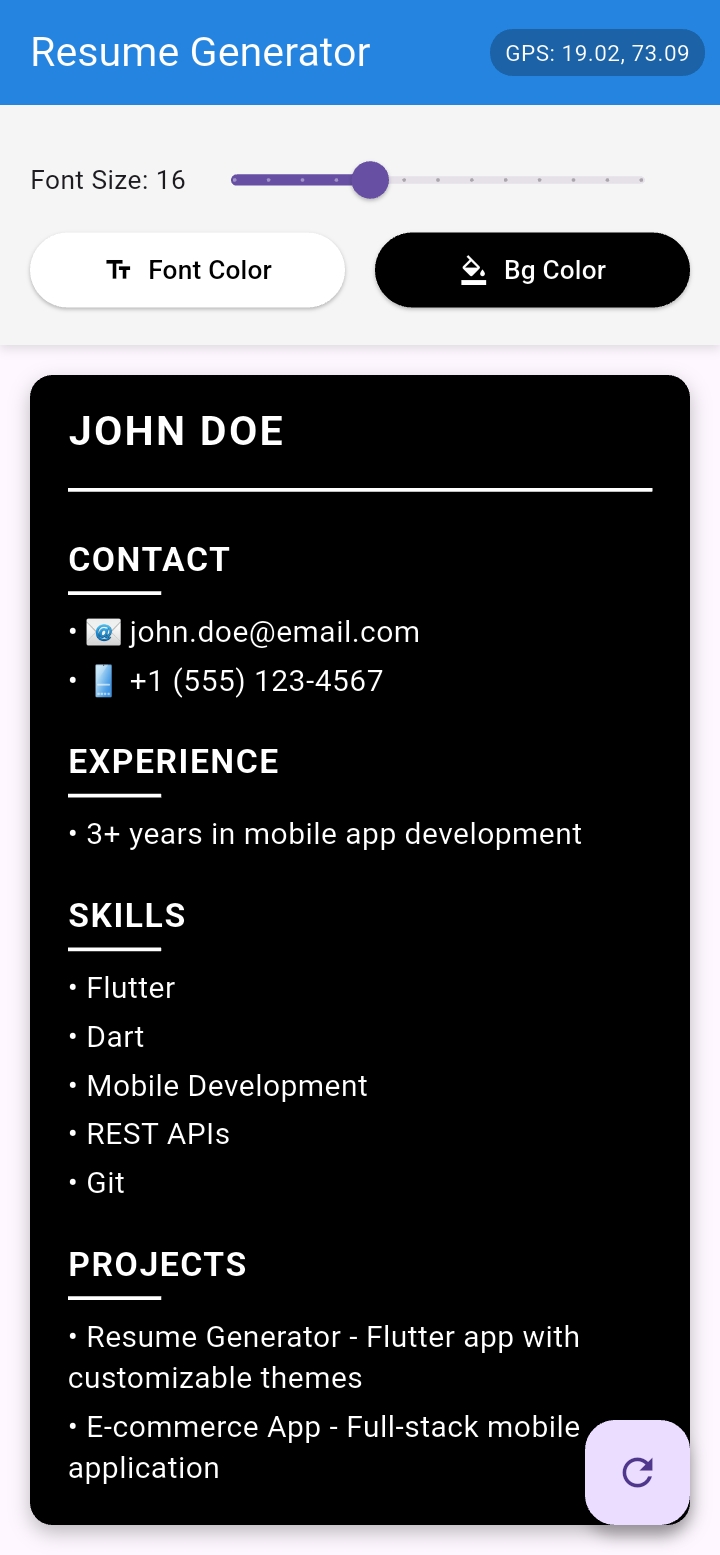 Resume Generator
GPS: 19.02, 73.09
Font Size: 16
Font Color
Bg Color
JOHN DOE
CONTACT
• 📧 john.doe@email.com
• 📱 +1 (555) 123-4567
EXPERIENCE
• 3+ years in mobile app development
SKILLS
• Flutter
• Dart
• Mobile Development
• REST APIs
• Git
PROJECTS
• Resume Generator - Flutter app with
customizable themes
• E-commerce App - Full-stack mobile
application